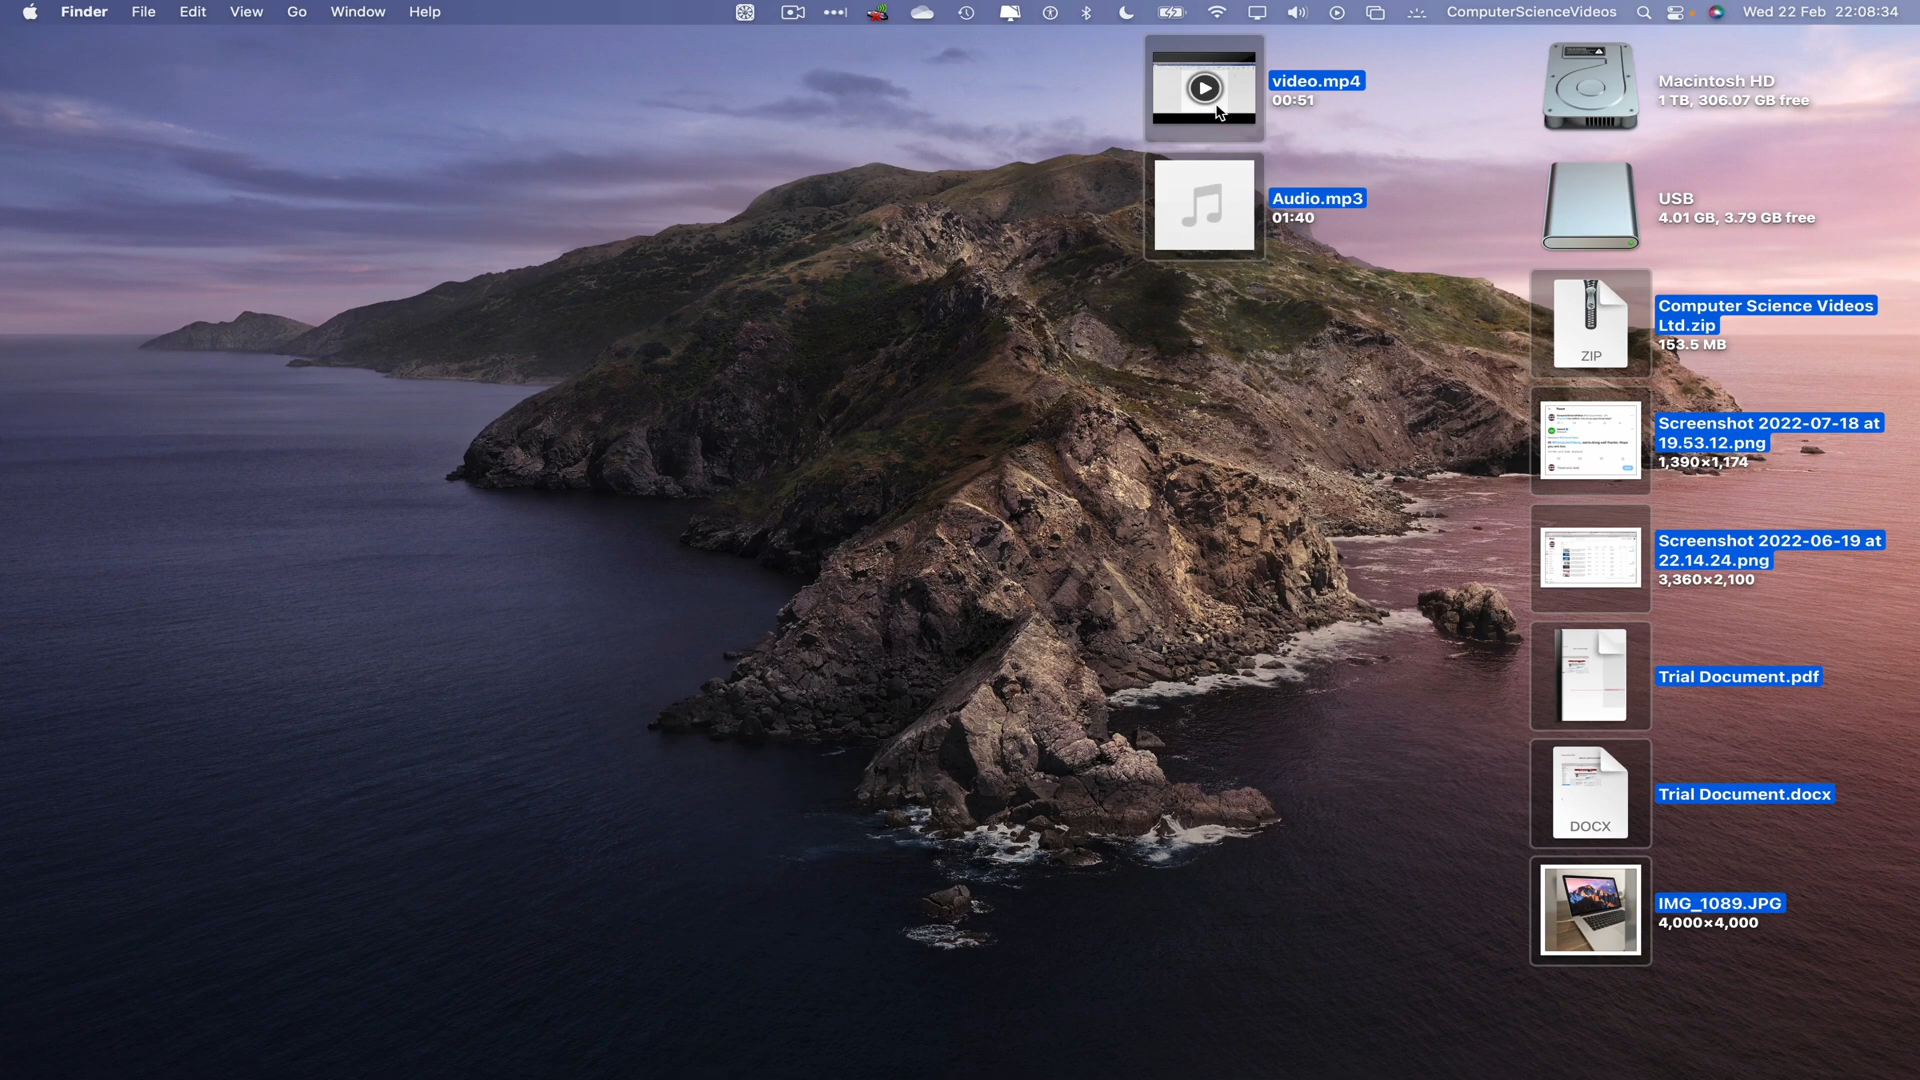 Finder File Edit View Go Window Help ComputerScienceVideos Wed 22 Feb 22:08:34
video.mp4
00:51
Audio.mp3
01:40
Macintosh HD
1 TB, 306.07 GB free
USB
4.01 GB, 3.79 GB free
ZIP
Computer Science Videos
Ltd.zip
153.5 MB
Screenshot 2022-07-18 at
19.53.12.png
1,390×1,174
Screenshot 2022-06-19 at
22.14.24.png
3,360×2,100
Trial Document.pdf
DOCX
Trial Document.docx
IMG_1089.JPG
4,000×4,000